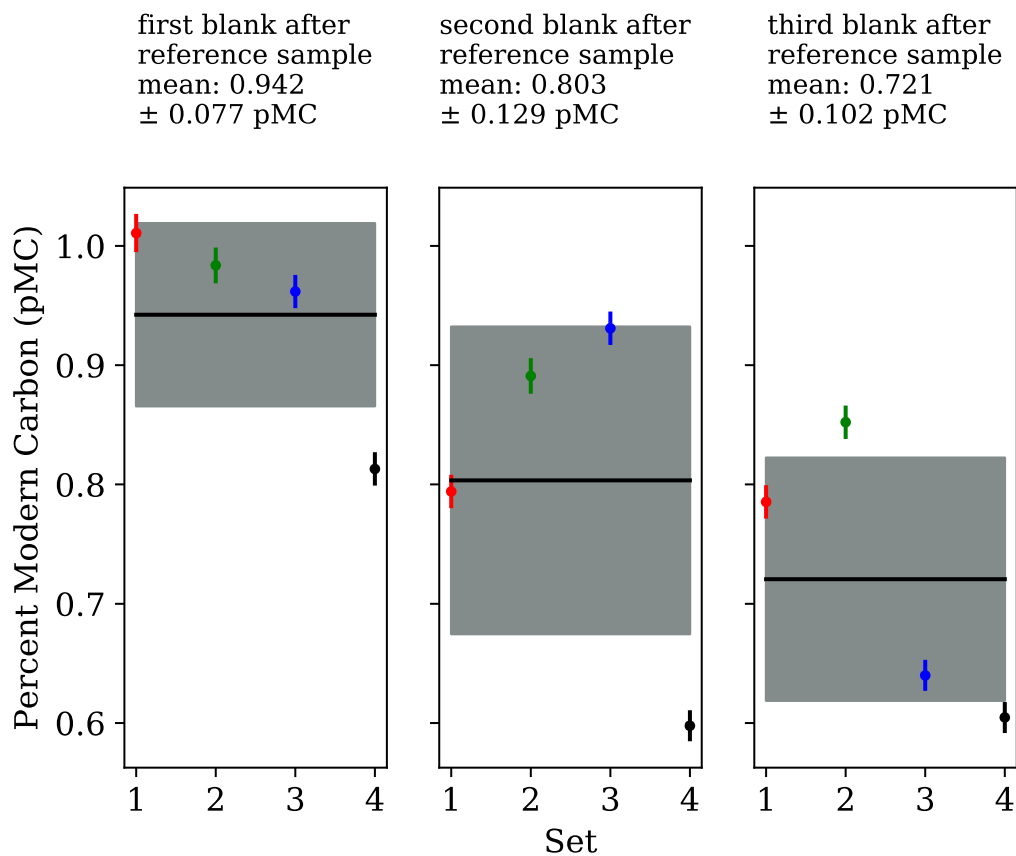 first blank after
reference sample
mean: 0.942
± 0.077 pMC
second blank after
reference sample
mean: 0.803
± 0.129 pMC
third blank after
reference sample
mean: 0.721
± 0.102 pMC
Percent Modern Carbon (pMC)
1.0
0.9
0.8
0.7
0.6
1 2 3 4
1 2 3 4
1 2 3 4
Set